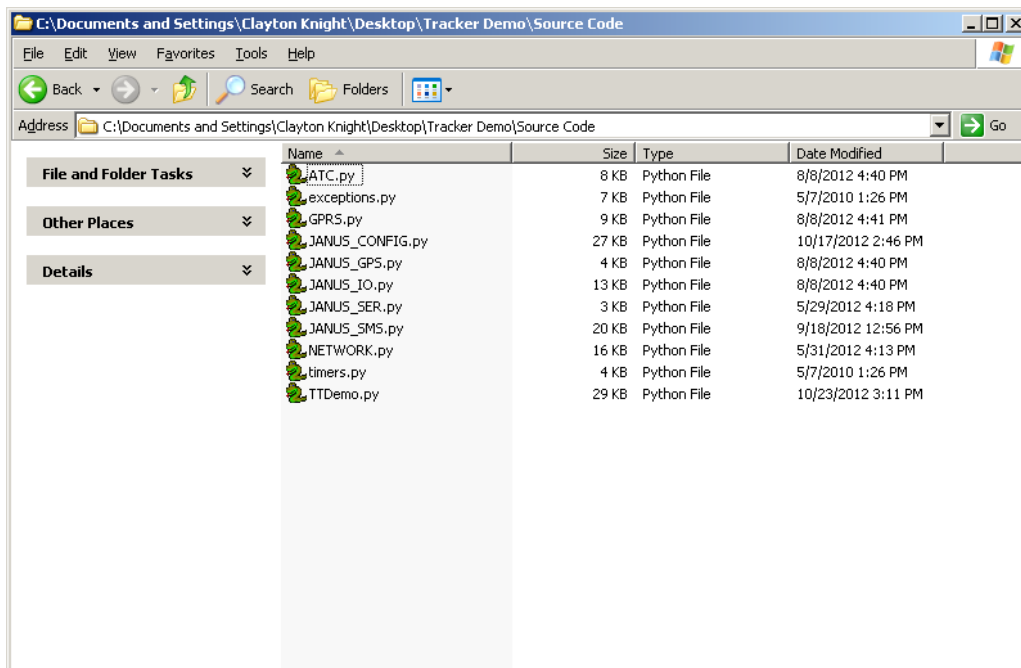 C:\Documents and Settings\Clayton Knight\Desktop\Tracker Demo\Source Code
File Edit View Favorites Tools Help
Back Search Folders
Address C:\Documents and Settings\Clayton Knight\Desktop\Tracker Demo\Source Code Go
File and Folder Tasks
Other Places
Details
Name Size Type Date Modified
ATC.py 8 KB Python File 8/8/2012 4:40 PM
exceptions.py 7 KB Python File 5/7/2010 1:26 PM
GPRS.py 9 KB Python File 8/8/2012 4:41 PM
JANUS_CONFIG.py 27 KB Python File 10/17/2012 2:46 PM
JANUS_GPS.py 4 KB Python File 8/8/2012 4:40 PM
JANUS_IO.py 13 KB Python File 8/8/2012 4:40 PM
JANUS_SER.py 3 KB Python File 5/29/2012 4:18 PM
JANUS_SMS.py 20 KB Python File 9/18/2012 12:56 PM
NETWORK.py 16 KB Python File 5/31/2012 4:13 PM
timers.py 4 KB Python File 5/7/2010 1:26 PM
TTDemo.py 29 KB Python File 10/23/2012 3:11 PM